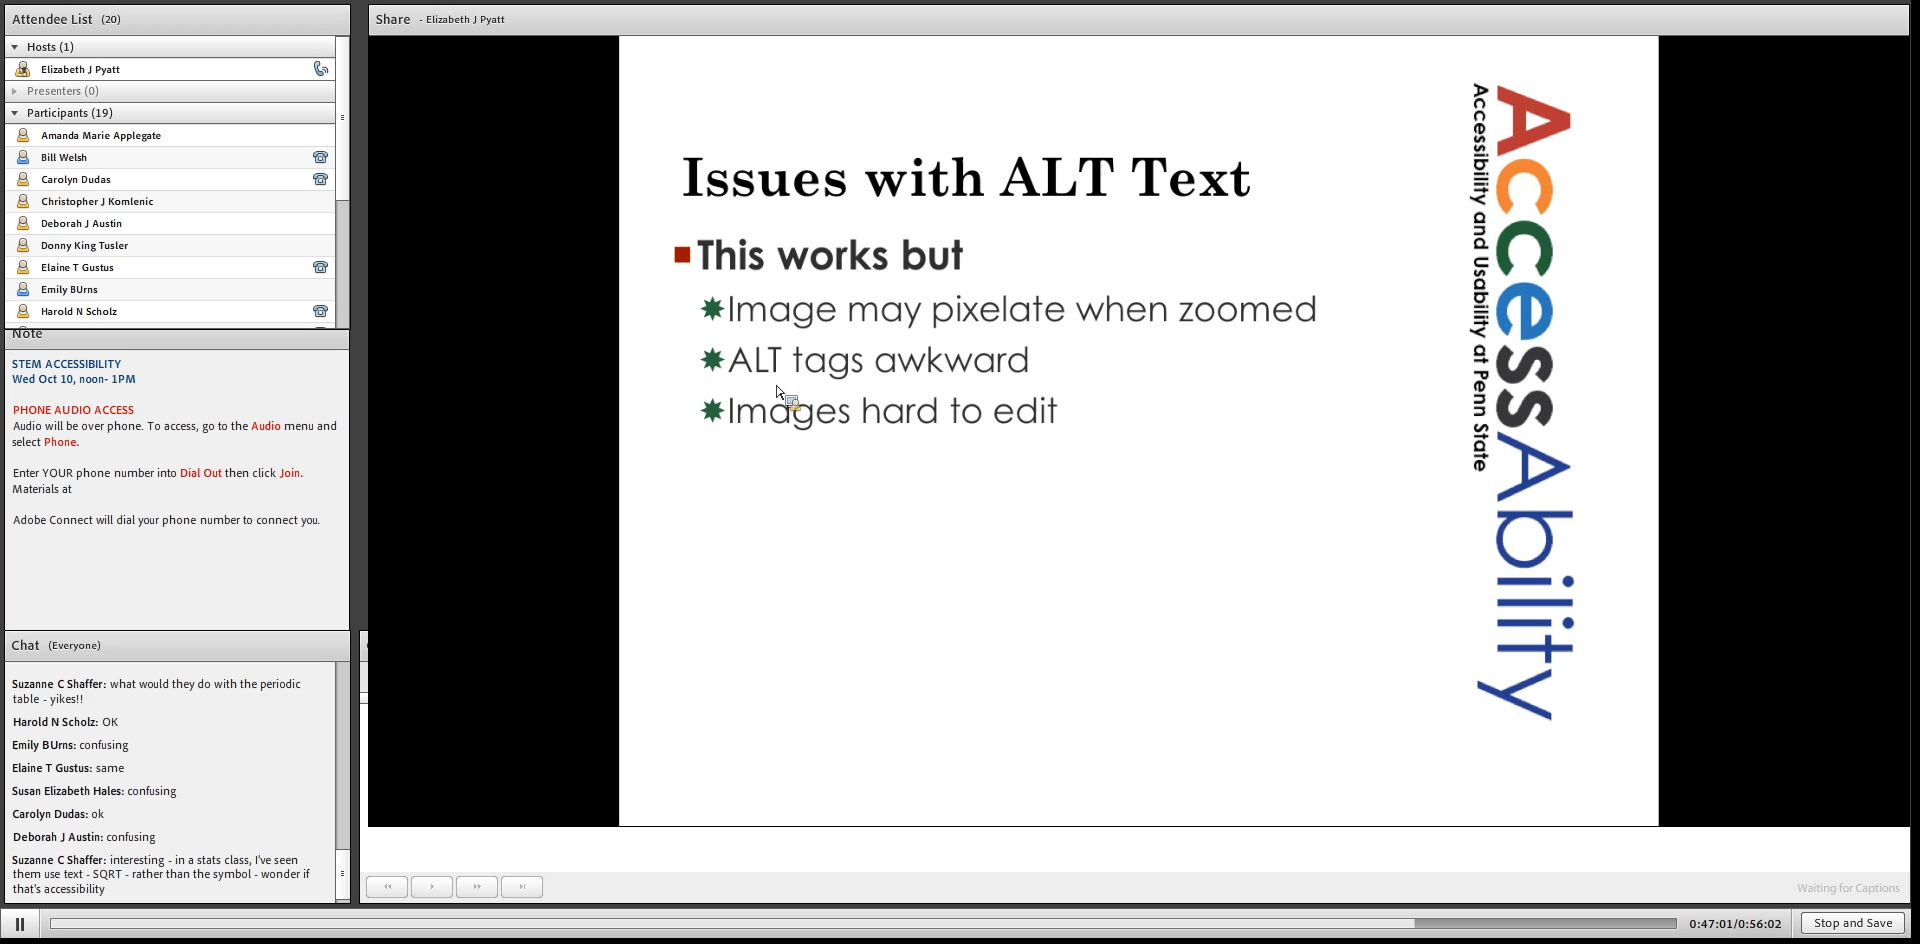 Attendee List (20)
Hosts (1)
Elizabeth J Pyatt
Presenters (0)
Participants (19)
Amanda Marie Applegate
Bill Welsh
Carolyn Dudas
Christopher J Komlenic
Deborah J Austin
Donny King Tusler
Elaine T Gustus
Emily BUrns
Harold N Scholz
Note
STEM ACCESSIBILITY
Wed Oct 10, noon- 1PM
PHONE AUDIO ACCESS
Audio will be over phone. To access, go to the Audio menu and
select Phone.
Enter YOUR phone number into Dial Out then click Join.
Materials at
Adobe Connect will dial your phone number to connect you.
Chat (Everyone)
Suzanne C Shaffer: what would they do with the periodic
table - yikes!!
Harold N Scholz: OK
Emily BUrns: confusing
Elaine T Gustus: same
Susan Elizabeth Hales: confusing
Carolyn Dudas: ok
Deborah J Austin: confusing
Suzanne C Shaffer: interesting - in a stats class, I've seen
them use text - SQRT - rather than the symbol - wonder if
that's accessibility
Share - Elizabeth J Pyatt
Issues with ALT Text
This works but
Image may pixelate when zoomed
ALT tags awkward
Images hard to edit
AccessAbility
Accessibility and Usability at Penn State
Waiting for Captions
0:47:01/0:56:02
Stop and Save